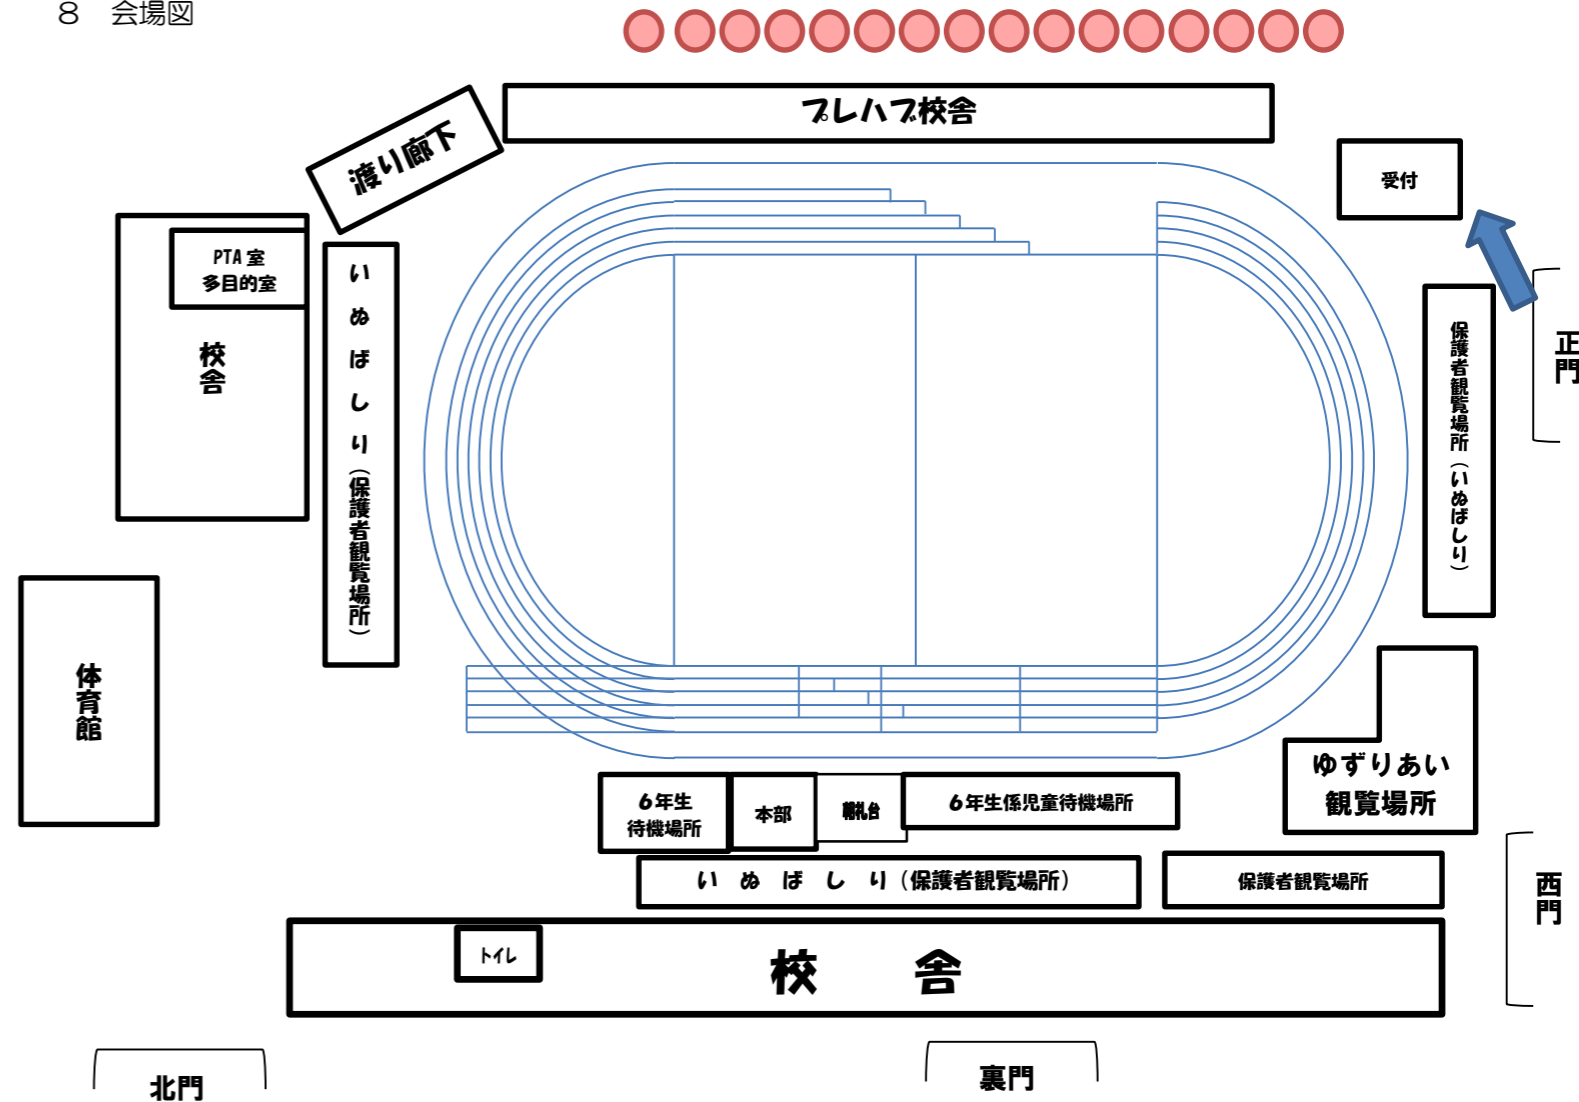 8　会場図
プレハブ校舎
渡り廊下
受付
PTA 室
多目的室
校舎
いぬばしり（保護者観覧場所）
保護者観覧場所（いぬばしり）
正門
体育館
ゆずりあい
観覧場所
6年生
待機場所
本部
朝礼台
6年生係児童待機場所
いぬばしり（保護者観覧場所）
保護者観覧場所
西門
トイレ
校舎
北門
裏門